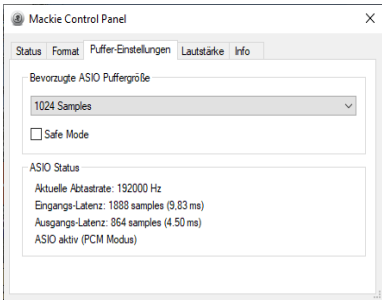 Mackie Control Panel
Status Format Puffer-Einstellungen Lautstärke Info
Bevorzugte ASIO Puffergröße
1024 Samples
Safe Mode
ASIO Status
Aktuelle Abtastrate: 192000 Hz
Eingangs-Latenz: 1888 samples (9,83 ms)
Ausgangs-Latenz: 864 samples (4.50 ms)
ASIO aktiv (PCM Modus)